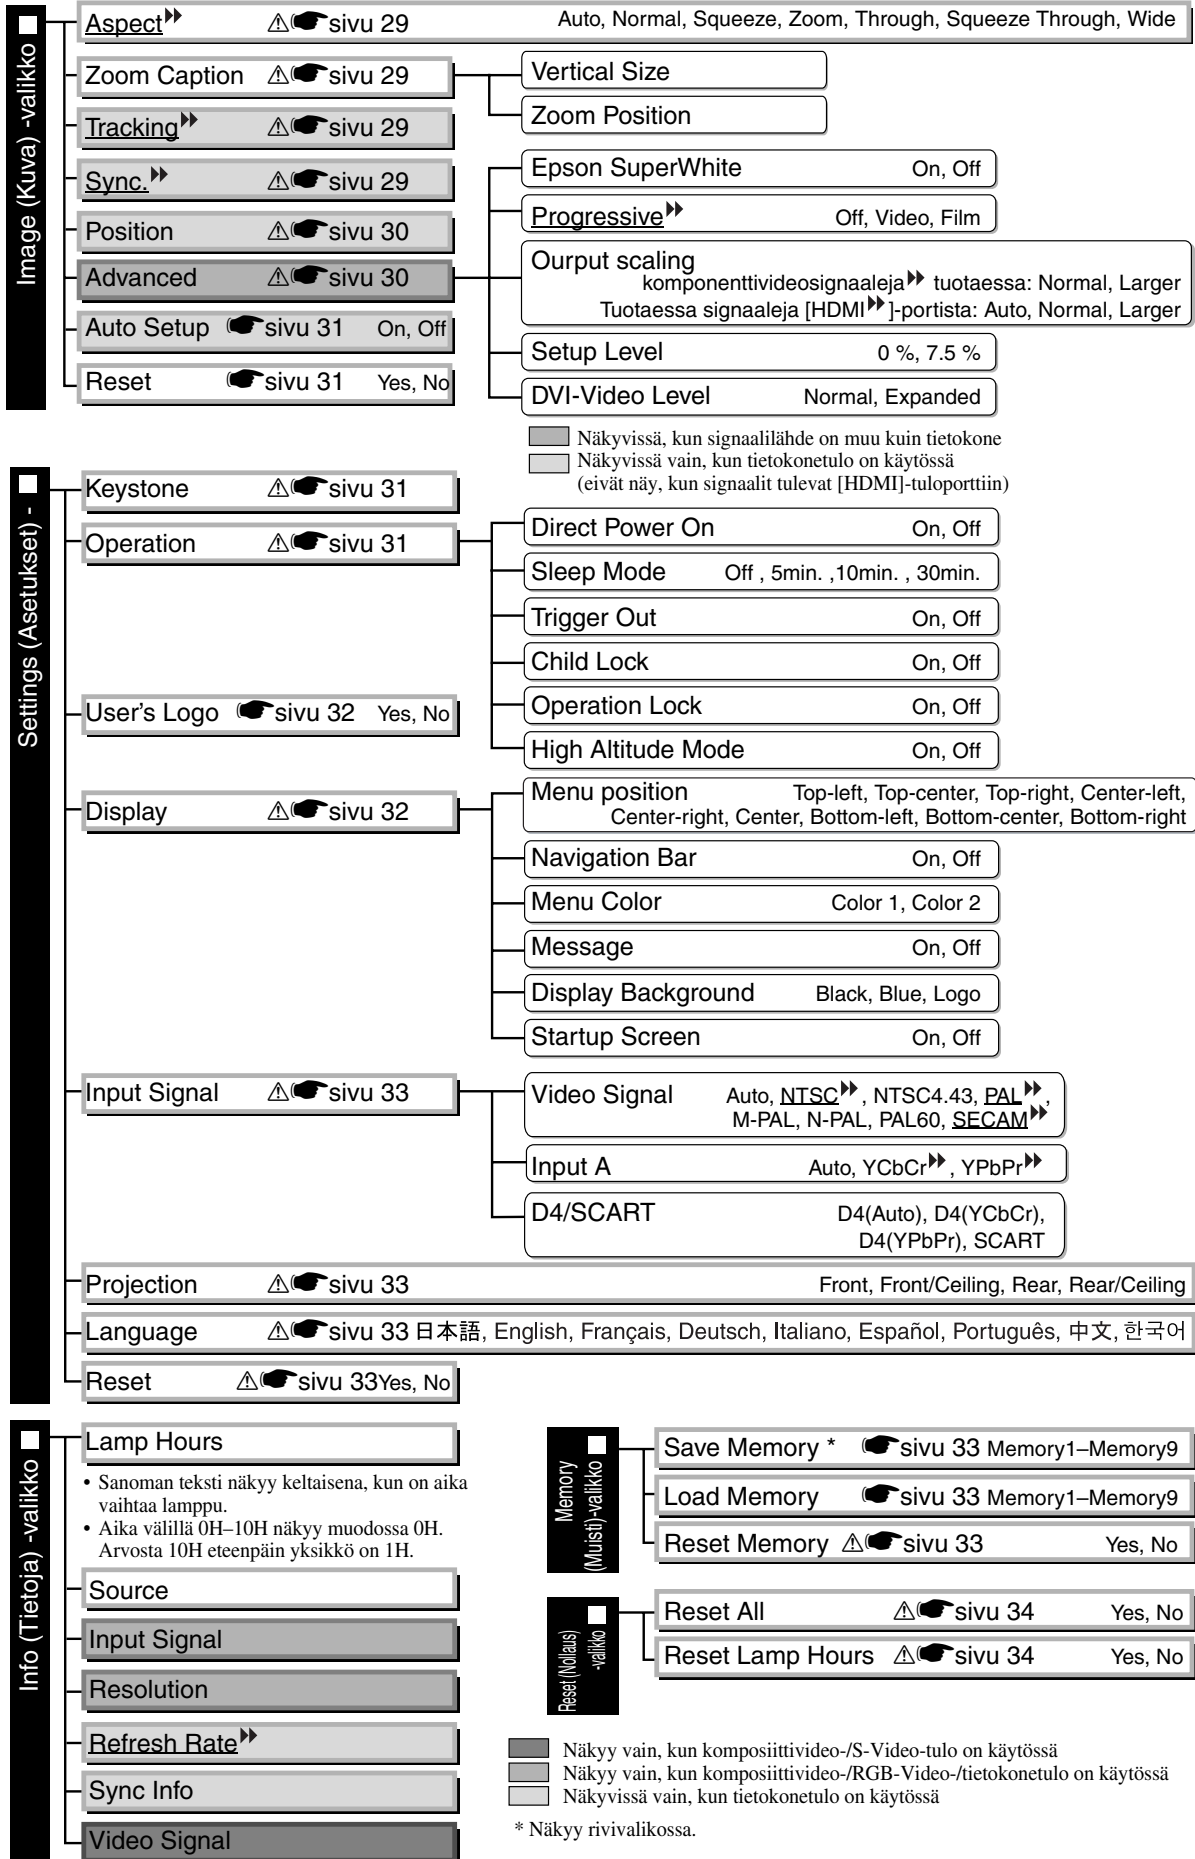 Image (Kuva) -valikko
Aspect sivu 29 Auto, Normal, Squeeze, Zoom, Through, Squeeze Through, Wide
Zoom Caption sivu 29
Vertical Size
Zoom Position
Tracking sivu 29
Sync. sivu 29
Position sivu 30
Advanced sivu 30
Epson SuperWhite On, Off
Progressive Off, Video, Film
Ourput scaling
komponenttivideosignaaleja tuotaessa: Normal, Larger
Tuotaessa signaaleja [HDMI ]-portista: Auto, Normal, Larger
Setup Level 0 %, 7.5 %
DVI-Video Level Normal, Expanded
Auto Setup sivu 31 On, Off
Reset sivu 31 Yes, No
Näkyvissä, kun signaalilähde on muu kuin tietokone
Näkyvissä vain, kun tietokonetulo on käytössä
(eivät näy, kun signaalit tulevat [HDMI]-tuloporttiin)
Settings (Asetukset) -
Keystone sivu 31
Operation sivu 31
Direct Power On On, Off
Sleep Mode Off , 5min. ,10min. , 30min.
Trigger Out On, Off
Child Lock On, Off
Operation Lock On, Off
High Altitude Mode On, Off
User's Logo sivu 32 Yes, No
Display sivu 32
Menu position Top-left, Top-center, Top-right, Center-left,
Center-right, Center, Bottom-left, Bottom-center, Bottom-right
Navigation Bar On, Off
Menu Color Color 1, Color 2
Message On, Off
Display Background Black, Blue, Logo
Startup Screen On, Off
Input Signal sivu 33
Video Signal Auto, NTSC , NTSC4.43, PAL ,
M-PAL, N-PAL, PAL60, SECAM
Input A Auto, YCbCr , YPbPr
D4/SCART D4(Auto), D4(YCbCr),
D4(YPbPr), SCART
Projection sivu 33 Front, Front/Ceiling, Rear, Rear/Ceiling
Language sivu 33 日本語, English, Français, Deutsch, Italiano, Español, Português, 中文, 한국어
Reset sivu 33Yes, No
Info (Tietoja) -valikko
Lamp Hours
• Sanoman teksti näkyy keltaisena, kun on aika
vaihtaa lamppu.
• Aika välillä 0H–10H näkyy muodossa 0H.
Arvosta 10H eteenpäin yksikkö on 1H.
Source
Input Signal
Resolution
Refresh Rate
Sync Info
Video Signal
Memory
(Muisti)-valikko
Save Memory * sivu 33 Memory1–Memory9
Load Memory sivu 33 Memory1–Memory9
Reset Memory sivu 33 Yes, No
Reset (Nollaus)
-valikko
Reset All sivu 34 Yes, No
Reset Lamp Hours sivu 34 Yes, No
Näkyy vain, kun komposiittivideo-/S-Video-tulo on käytössä
Näkyy vain, kun komposiittivideo-/RGB-Video-/tietokonetulo on käytössä
Näkyvissä vain, kun tietokonetulo on käytössä
* Näkyy rivivalikossa.